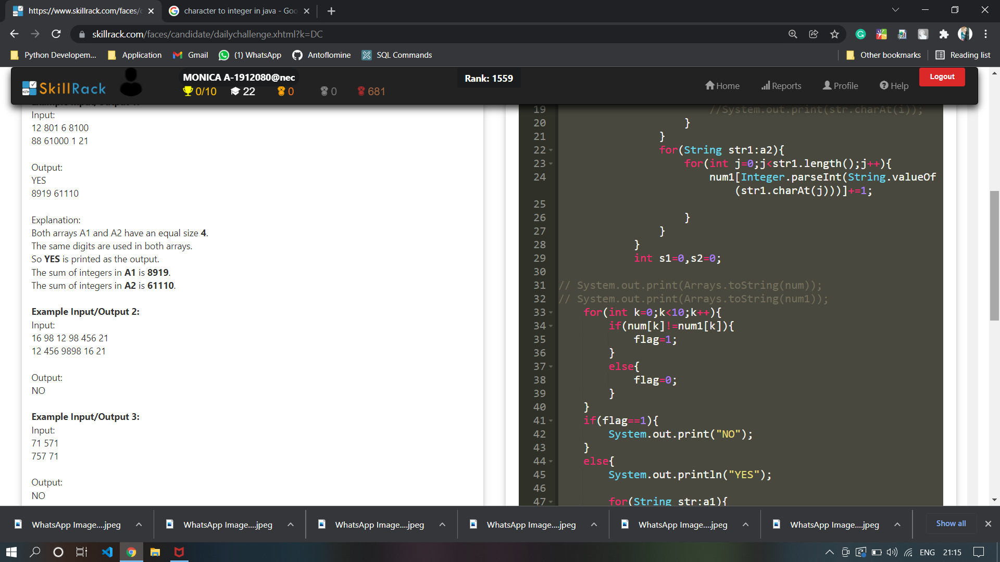 https://www.skillrack.com/faces/c
character to integer in java - Goo
skillrack.com/faces/candidate/dailychallenge.xhtml?k=DC
Python Developem...
Application
Gmail
(1) WhatsApp
Antoflomine
SQL Commands
Other bookmarks
Reading list
SkillRack
MONICA A-1912080@nec
0/10
22
0
0
681
Rank: 1559
Home
Reports
Profile
Help
Logout
Input:
12 801 6 8100
88 61000 1 21
Output:
YES
8919 61110
Explanation:
Both arrays A1 and A2 have an equal size 4.
The same digits are used in both arrays.
So YES is printed as the output.
The sum of integers in A1 is 8919.
The sum of integers in A2 is 61110.
Example Input/Output 2:
Input:
16 98 12 98 456 21
12 456 9898 16 21
Output:
NO
Example Input/Output 3:
Input:
71 571
757 71
Output:
NO
19 //System.out.print(str.charAt(i));
20 }
21 }
22 for(String str1:a2){
23 for(int j=0;j<str1.length();j++){
24 num1[Integer.parseInt(String.valueOf
(str1.charAt(j)))]+=1;
25
26 }
27 }
28 }
29 int s1=0,s2=0;
30
31 // System.out.print(Arrays.toString(num));
32 // System.out.print(Arrays.toString(num1));
33 for(int k=0;k<10;k++){
34 if(num[k]!=num1[k]){
35 flag=1;
36 }
37 else{
38 flag=0;
39 }
40 }
41 if(flag==1){
42 System.out.print("NO");
43 }
44 else{
45 System.out.println("YES");
46
47 for(String str:a1){
WhatsApp Image....jpeg
WhatsApp Image....jpeg
WhatsApp Image....jpeg
WhatsApp Image....jpeg
WhatsApp Image....jpeg
WhatsApp Image....jpeg
Show all
ENG
21:15